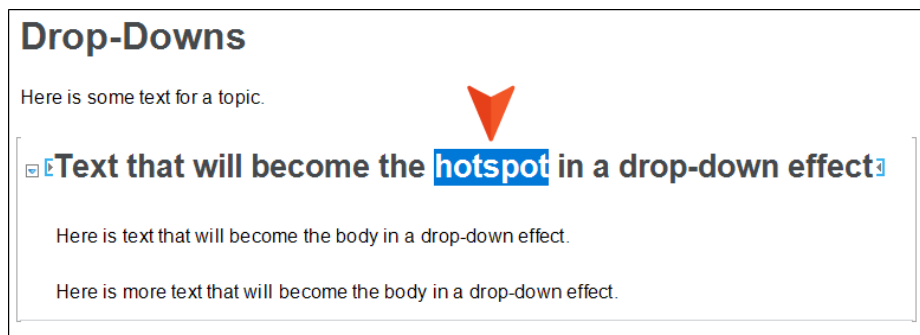 Drop-Downs
Here is some text for a topic.
Text that will become the hotspot in a drop-down effect
Here is text that will become the body in a drop-down effect.
Here is more text that will become the body in a drop-down effect.